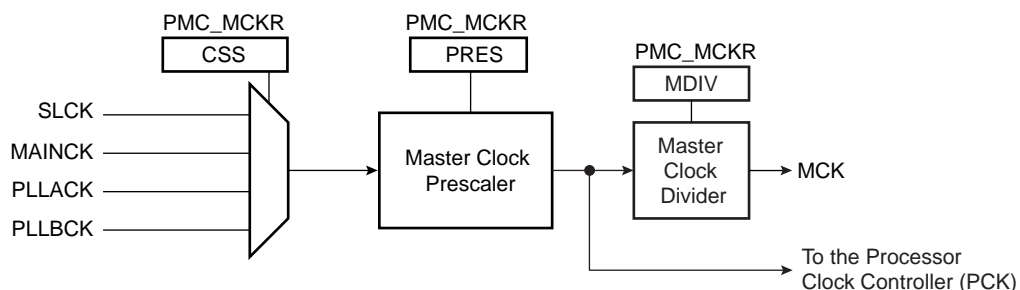 PMC_MCKR
CSS
PMC_MCKR
PRES
PMC_MCKR
MDIV
SLCK
MAINCK
PLLACK
PLLBCK
Master Clock
Prescaler
Master
Clock
Divider
MCK
To the Processor
Clock Controller (PCK)